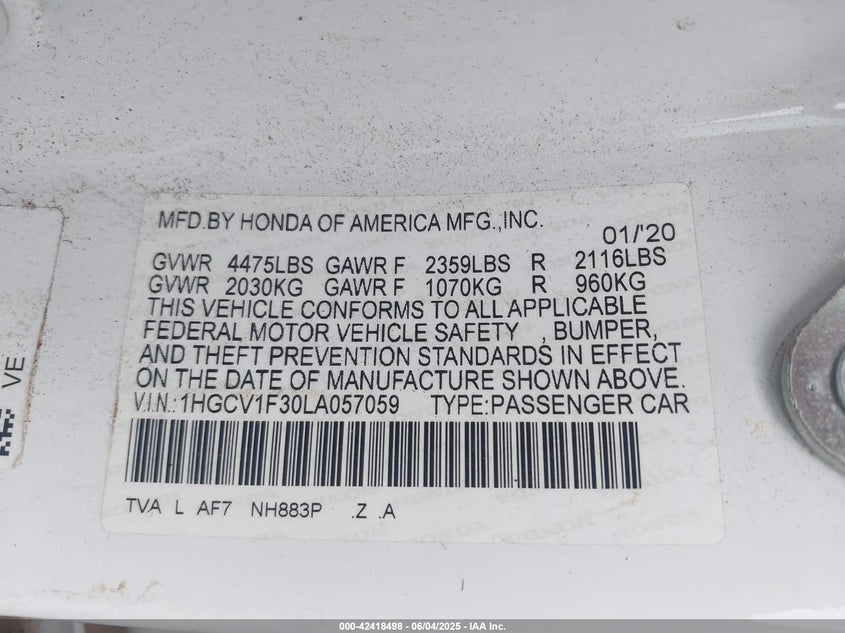 MFD.BY HONDA OF AMERICA MFG.,INC.
01/'20
GVWR 4475LBS GAWR F 2359LBS R 2116LBS
GVWR 2030KG GAWR F 1070KG R 960KG
THIS VEHICLE CONFORMS TO ALL APPLICABLE
FEDERAL MOTOR VEHICLE SAFETY , BUMPER,
AND THEFT PREVENTION STANDARDS IN EFFECT
ON THE DATE OF MANUFACTURE SHOWN ABOVE.
V.I.N.:1HGCV1F30LA057059 TYPE:PASSENGER CAR
TVA L AF7 NH883P .Z .A
VE
000-42418498 - 06/04/2025 - IAA Inc.